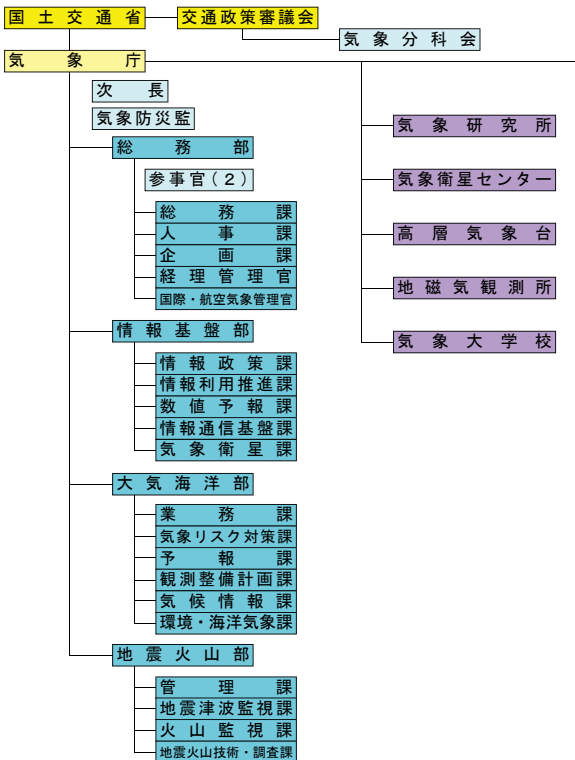 国土交通省
交通政策審議会
気象分科会
気象庁
次長
気象防災監
総務部
参事官(2)
総務課
人事課
企画課
経理管理官
国際・航空気象管理官
情報基盤部
情報政策課
情報利用推進課
数値予報課
情報通信基盤課
気象衛星課
大気海洋部
業務課
気象リスク対策課
予報課
観測整備計画課
気候情報課
環境・海洋気象課
地震火山部
管理課
地震津波監視課
火山監視課
地震火山技術・調査課
気象研究所
気象衛星センター
高層気象台
地磁気観測所
気象大学校